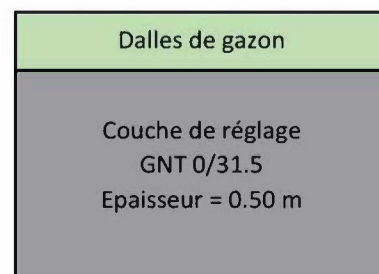 Dalles de gazon
Couche de réglage
GNT 0/31.5
Epaisseur = 0.50 m